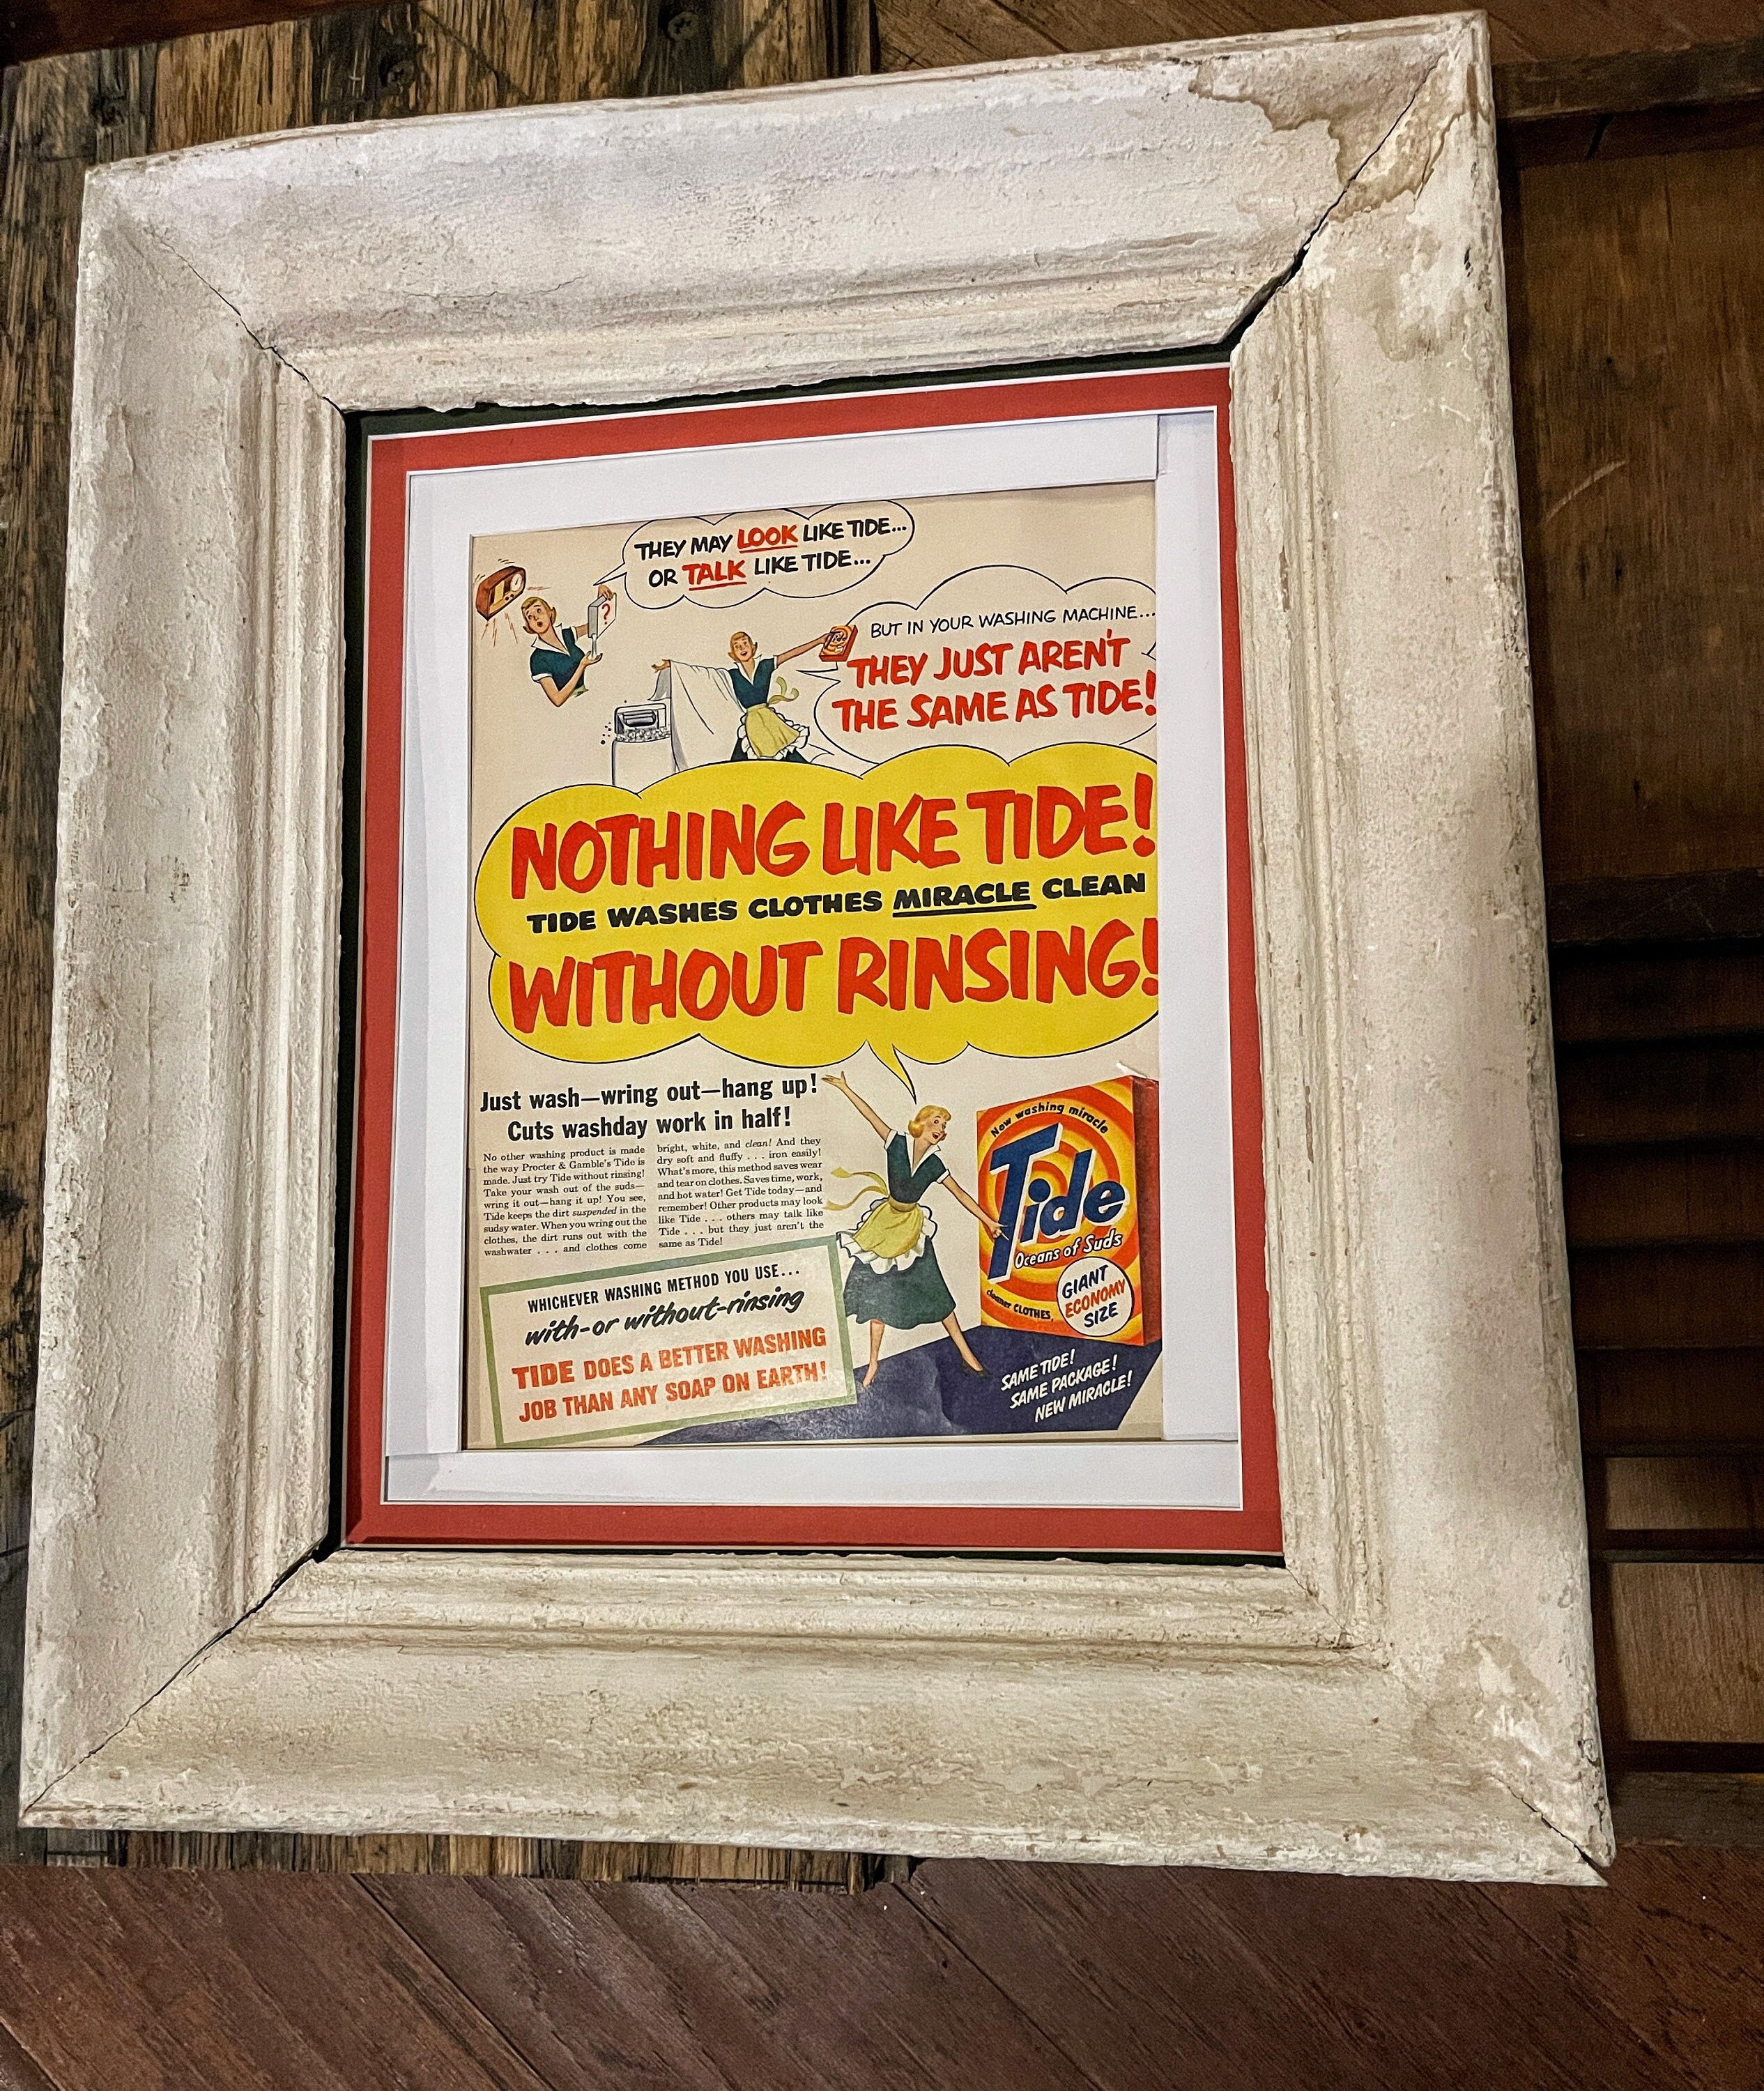 THEY MAY LOOK LIKE TIDE...
OR TALK LIKE TIDE...
?
Tide
BUT IN YOUR WASHING MACHINE...
THEY JUST AREN'T
THE SAME AS TIDE!
NOTHING LIKE TIDE!
TIDE WASHES CLOTHES MIRACLE CLEAN
WITHOUT RINSING!
Just wash—wring out—hang up!
Cuts washday work in half!
No other washing product is made
the way Procter & Gamble's Tide is
made. Just try Tide without rinsing!
Take your wash out of the suds—
wring it out—hang it up! You see,
Tide keeps the dirt suspended in the
sudsy water. When you wring out the
clothes, the dirt runs out with the
washwater . . . and clothes come
bright, white, and clean! And they
dry soft and fluffy . . . iron easily!
What's more, this method saves wear
and tear on clothes. Saves time, work,
and hot water! Get Tide today—and
remember! Other products may look
like Tide . . . others may talk like
Tide . . . but they just aren't the
same as Tide!
New washing miracle
Tide
Oceans of Suds
cleaner CLOTHES,
GIANT
ECONOMY
SIZE
WHICHEVER WASHING METHOD YOU USE...
with-or without-rinsing
TIDE DOES A BETTER WASHING
JOB THAN ANY SOAP ON EARTH!
SAME TIDE!
SAME PACKAGE!
NEW MIRACLE!